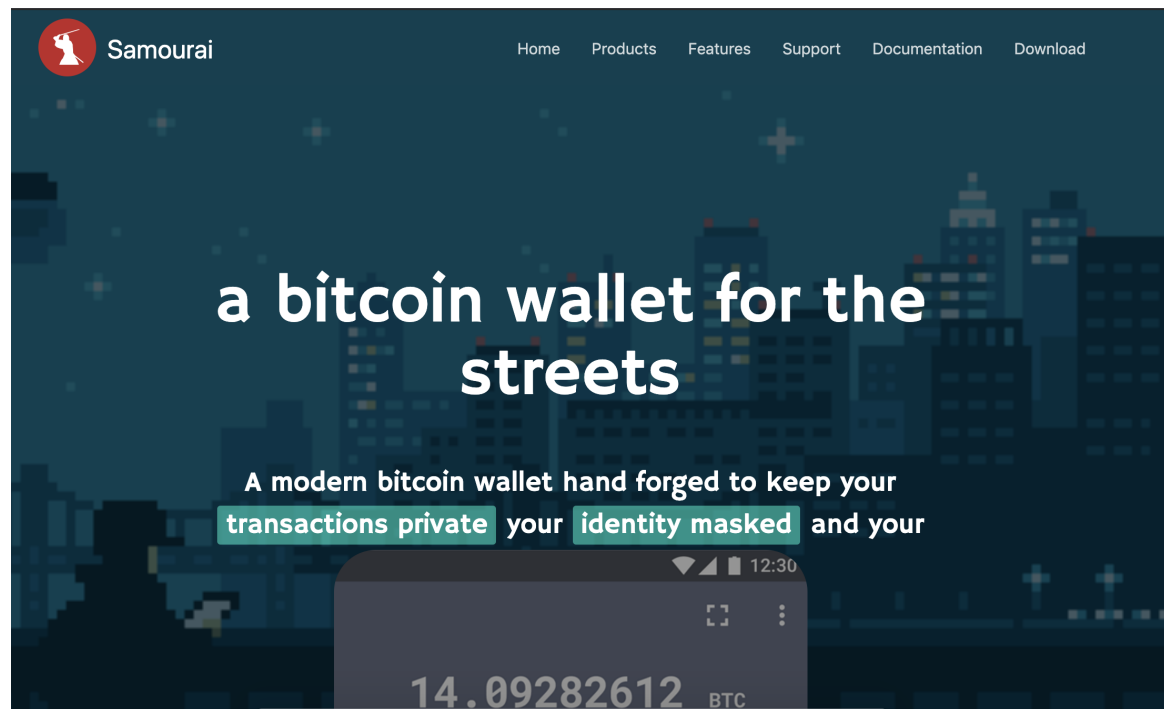 Samourai
Home Products Features Support Documentation Download
a bitcoin wallet for the
streets
A modern bitcoin wallet hand forged to keep your
transactions private your identity masked and your
12:30
14.09282612 BTC